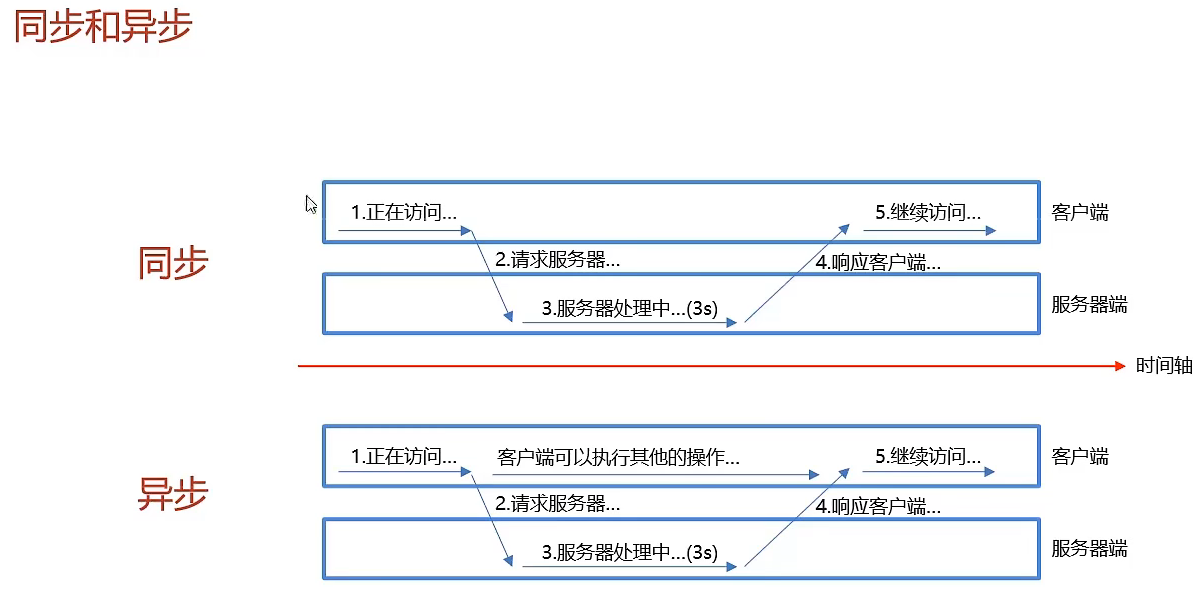 同步和异步
同步
1.正在访问...
5.继续访问...
客户端
2.请求服务器...
4.响应客户端...
3.服务器处理中...(3s)
服务器端
时间轴
异步
1.正在访问...
客户端可以执行其他的操作...
5.继续访问...
客户端
2.请求服务器...
4.响应客户端...
3.服务器处理中...(3s)
服务器端